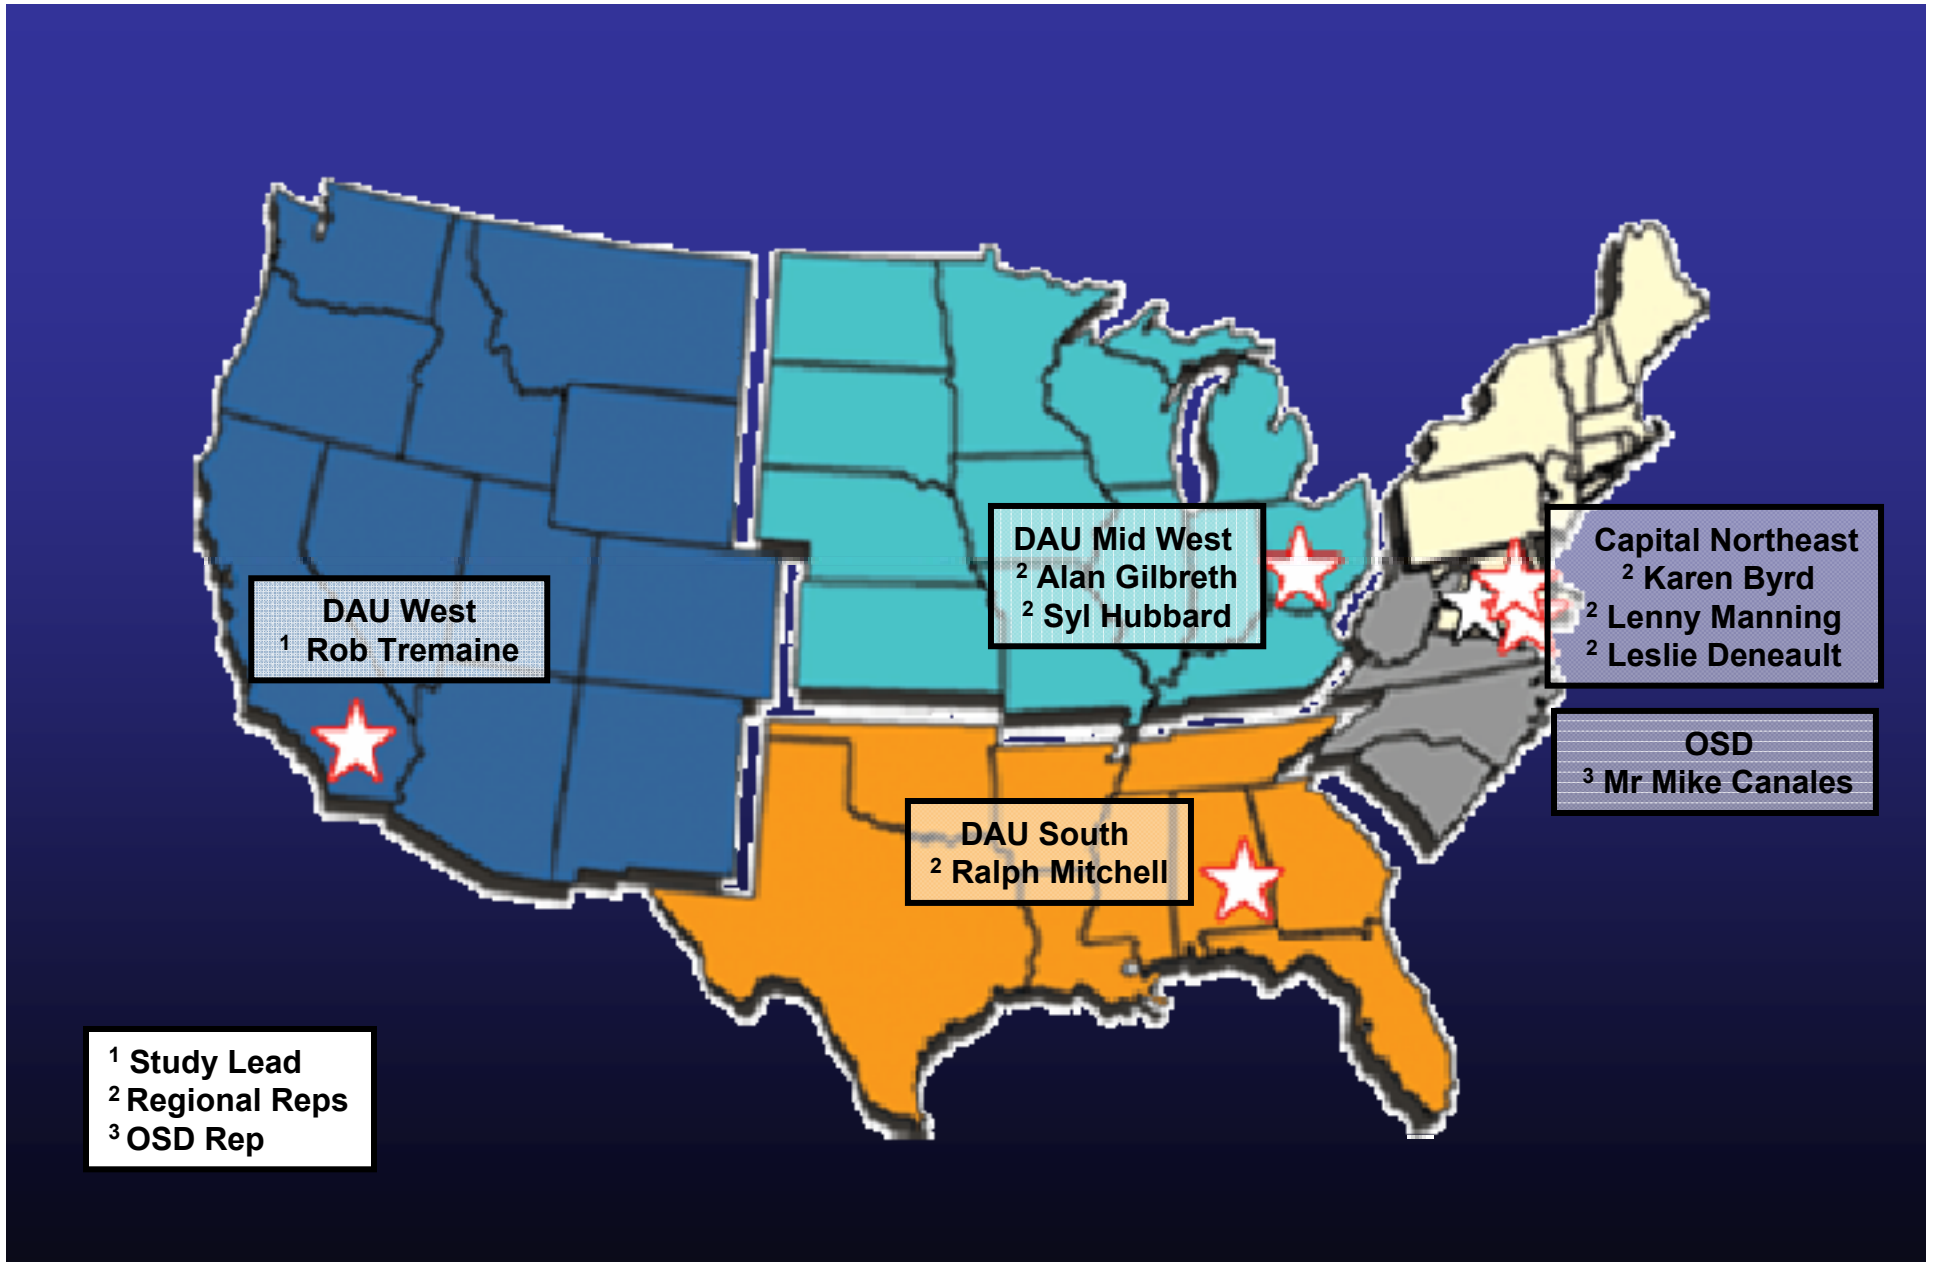 DAU Mid West
² Alan Gilbreth
² Syl Hubbard
Capital Northeast
² Karen Byrd
² Lenny Manning
² Leslie Deneault
DAU West
¹ Rob Tremaine
OSD
³ Mr Mike Canales
DAU South
² Ralph Mitchell
¹ Study Lead
² Regional Reps
³ OSD Rep